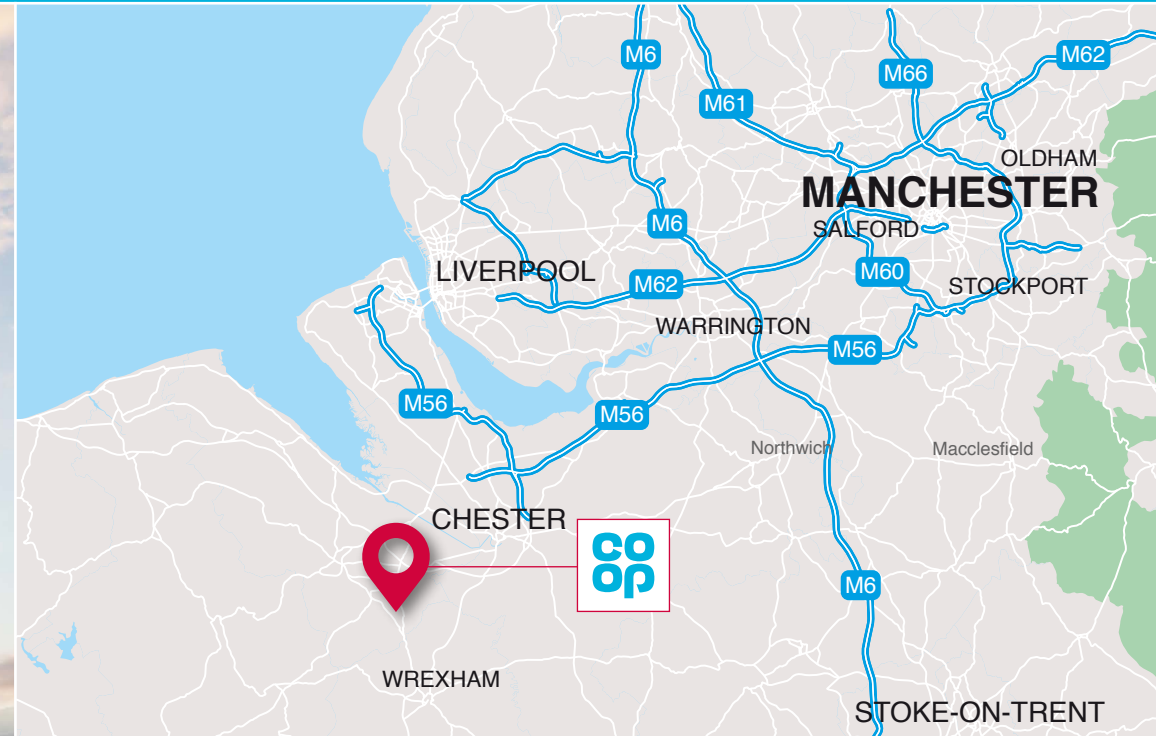 M6
M62
M66
M61
OLDHAM
MANCHESTER
M6
SALFORD
LIVERPOOL
M60
M62
STOCKPORT
WARRINGTON
M56
M56
M56
Northwich
Macclesfield
CHESTER
CO
OP
M6
WREXHAM
STOKE-ON-TRENT